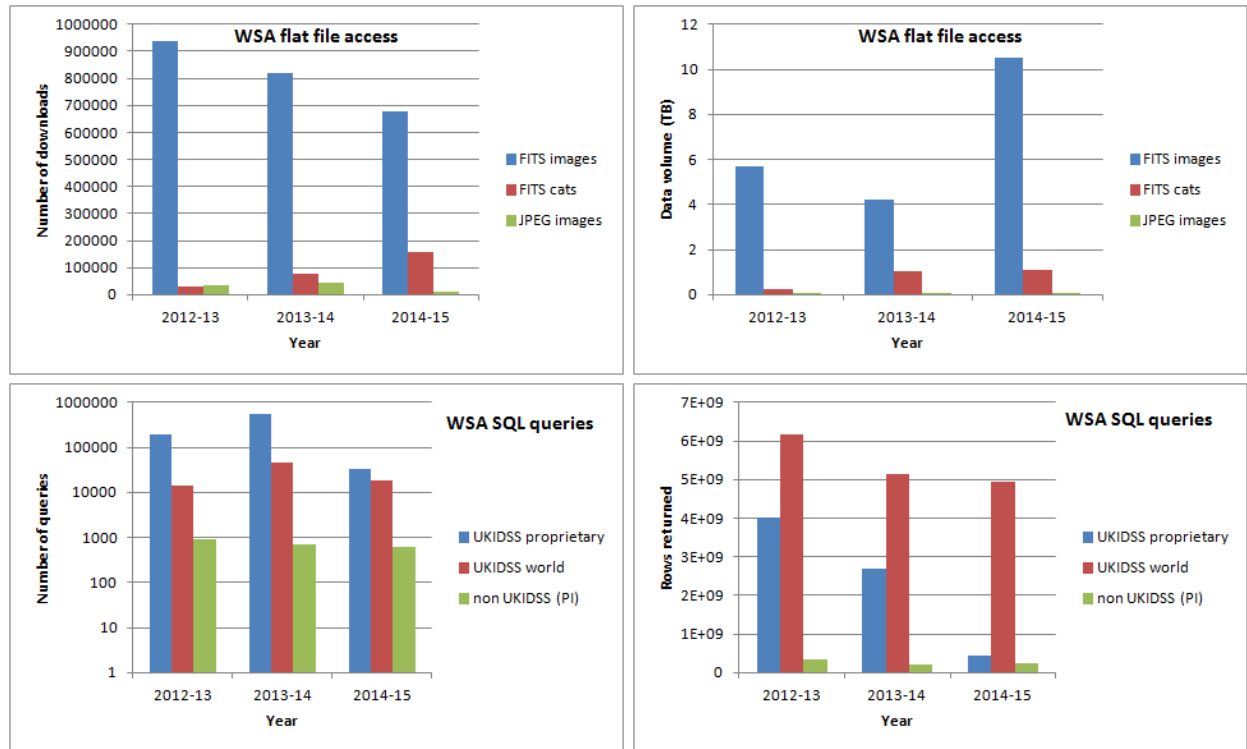 WSA flat file access
Number of downloads
1000000
900000
800000
700000
600000
500000
400000
300000
200000
100000
0
2012-13 2013-14 2014-15
Year
FITS images
FITS cats
JPEG images
WSA flat file access
Data volume (TB)
12
10
8
6
4
2
0
2012-13 2013-14 2014-15
Year
FITS images
FITS cats
JPEG images
WSA SQL queries
Number of queries
1000000
100000
10000
1000
100
10
1
2012-13 2013-14 2014-15
Year
UKIDSS proprietary
UKIDSS world
non UKIDSS (PI)
WSA SQL queries
Rows returned
7E+09
6E+09
5E+09
4E+09
3E+09
2E+09
1E+09
0
2012-13 2013-14 2014-15
Year
UKIDSS proprietary
UKIDSS world
non UKIDSS (PI)